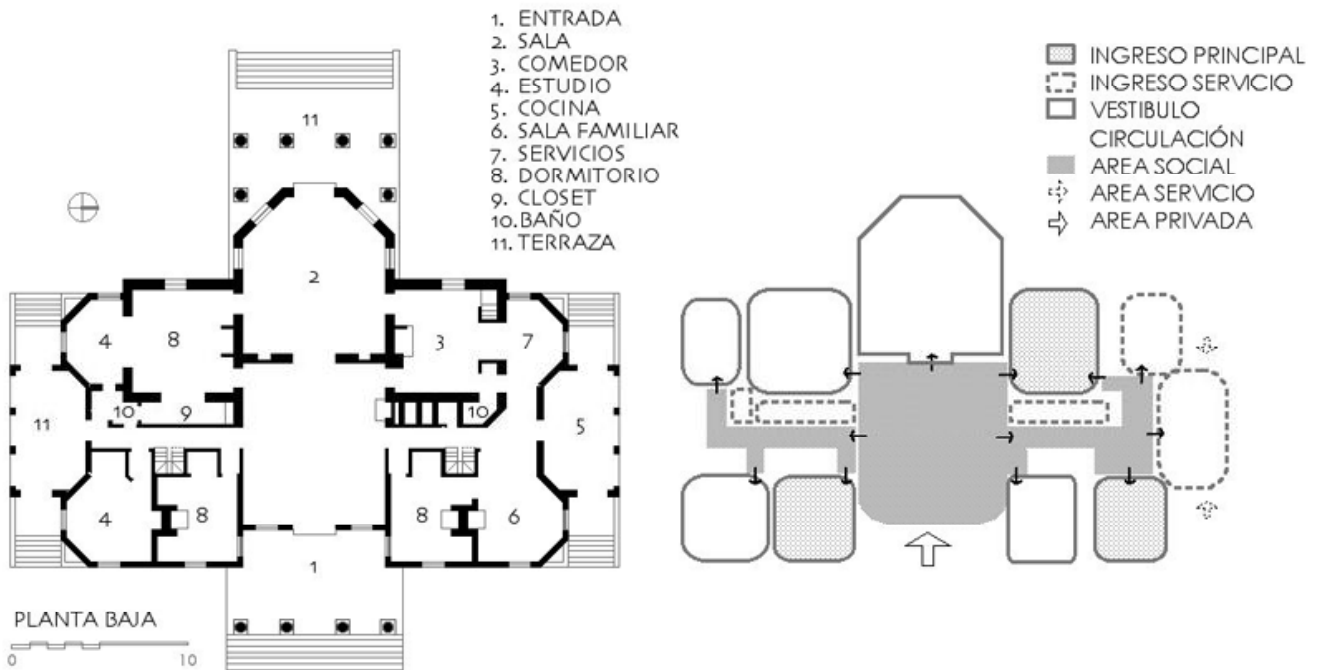 1. ENTRADA
2. SALA
3. COMEDOR
4. ESTUDIO
5. COCINA
6. SALA FAMILIAR
7. SERVICIOS
8. DORMITORIO
9. CLOSET
10.BAÑO
11. TERRAZA
INGRESO PRINCIPAL
INGRESO SERVICIO
VESTIBULO
CIRCULACIÓN
AREA SOCIAL
AREA SERVICIO
AREA PRIVADA
11
2
4
8
3
7
10
9
10
11
5
4
8
8
6
1
PLANTA BAJA
0 10